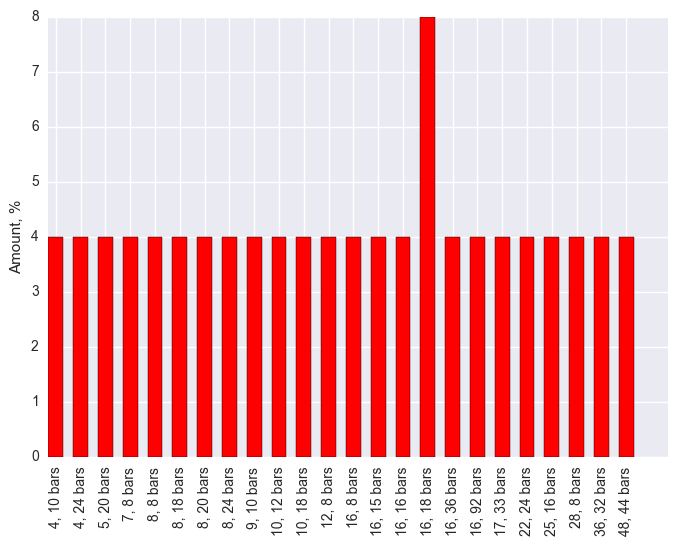 8
7
6
5
4
3
2
1
0
Amount, %
4, 10 bars
4, 24 bars
5, 20 bars
7, 8 bars
8, 8 bars
8, 18 bars
8, 20 bars
8, 24 bars
9, 10 bars
10, 12 bars
10, 18 bars
12, 8 bars
16, 8 bars
16, 15 bars
16, 16 bars
16, 18 bars
16, 36 bars
16, 92 bars
17, 33 bars
22, 24 bars
25, 16 bars
28, 8 bars
36, 32 bars
48, 44 bars